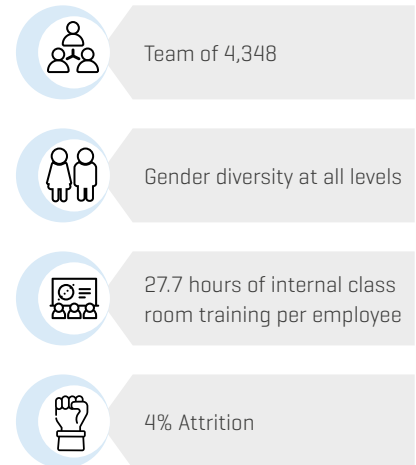 Team of 4,348
Gender diversity at all levels
27.7 hours of internal class
room training per employee
4% Attrition